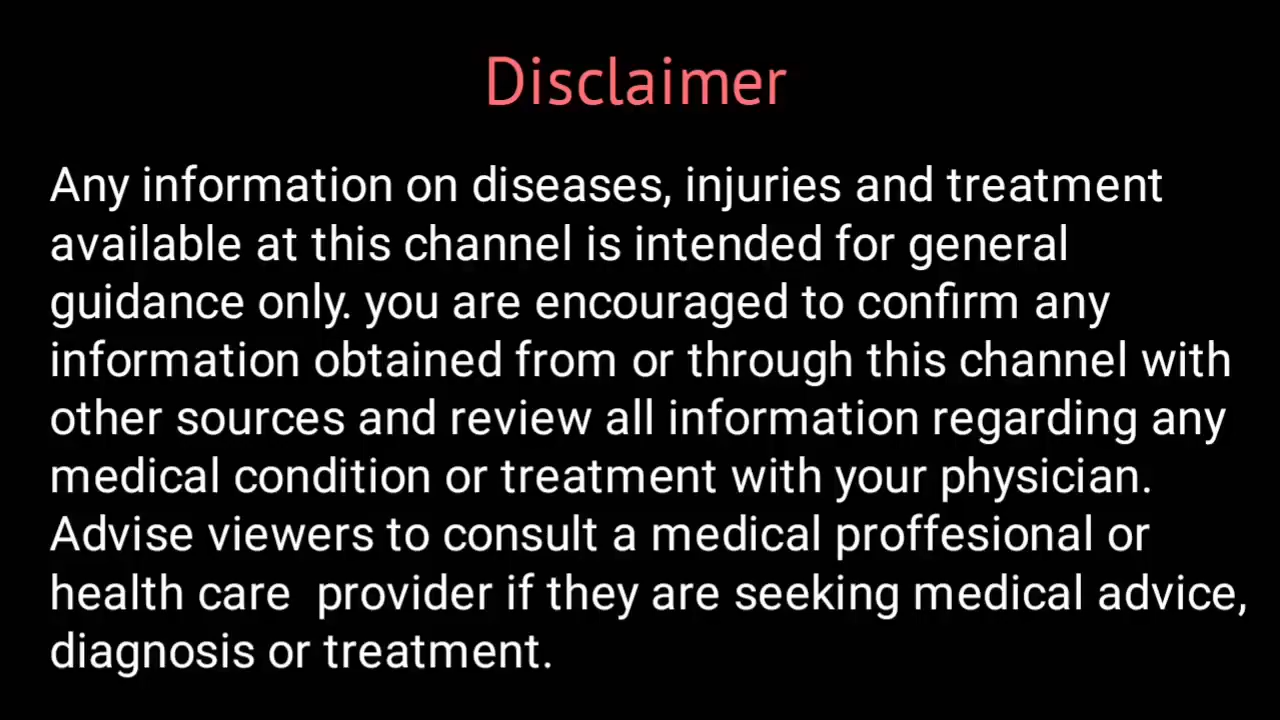 Disclaimer
Any information on diseases, injuries and treatment
available at this channel is intended for general
guidance only. you are encouraged to confirm any
information obtained from or through this channel with
other sources and review all information regarding any
medical condition or treatment with your physician.
Advise viewers to consult a medical proffesional or
health care  provider if they are seeking medical advice,
diagnosis or treatment.